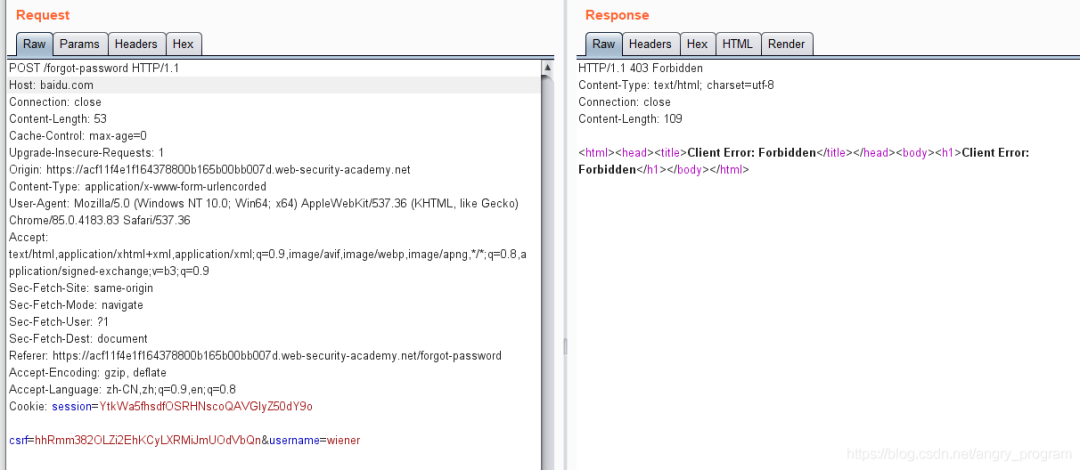 Request
Raw Params Headers Hex
POST /forgot-password HTTP/1.1
Host: baidu.com
Connection: close
Content-Length: 53
Cache-Control: max-age=0
Upgrade-Insecure-Requests: 1
Origin: https://acf11f4e1f164378800b165b00bb007d.web-security-academy.net
Content-Type: application/x-www-form-urlencorded
User-Agent: Mozilla/5.0 (Windows NT 10.0; Win64; x64) AppleWebKit/537.36 (KHTML, like Gecko)
Chrome/85.0.4183.83 Safari/537.36
Accept:
text/html,application/xhtml+xml,application/xml;q=0.9,image/avif,image/webp,image/apng,*/*;q=0.8,a
pplication/signed-exchange;v=b3;q=0.9
Sec-Fetch-Site: same-origin
Sec-Fetch-Mode: navigate
Sec-Fetch-User: ?1
Sec-Fetch-Dest: document
Referer: https://acf11f4e1f164378800b165b00bb007d.web-security-academy.net/forgot-password
Accept-Encoding: gzip, deflate
Accept-Language: zh-CN,zh;q=0.9,en;q=0.8
Cookie: session=YtkWa5fhsdfOSRHNscoQAVGlyZ50dY9o
csrf=hhRmm382OLZi2EhKCyLXRMiJmUOdVbQn&username=wiener
Response
Raw Headers Hex HTML Render
HTTP/1.1 403 Forbidden
Content-Type: text/html; charset=utf-8
Connection: close
Content-Length: 109
<html><head><title>Client Error: Forbidden</title></head><body><h1>Client Error:
Forbidden</h1></body></html>
https://blog.csdn.net/angry_program